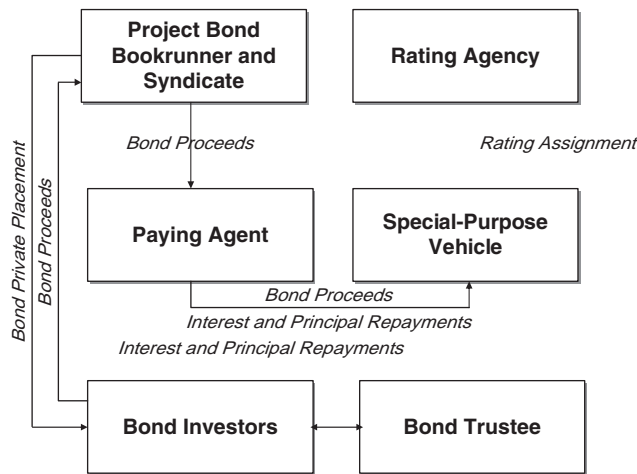 Project Bond
Bookrunner and
Syndicate
Rating Agency
Bond Proceeds
Rating Assignment
Bond Private Placement
Bond Proceeds
Paying Agent
Special-Purpose
Vehicle
Bond Proceeds
Interest and Principal Repayments
Interest and Principal Repayments
Bond Investors
Bond Trustee